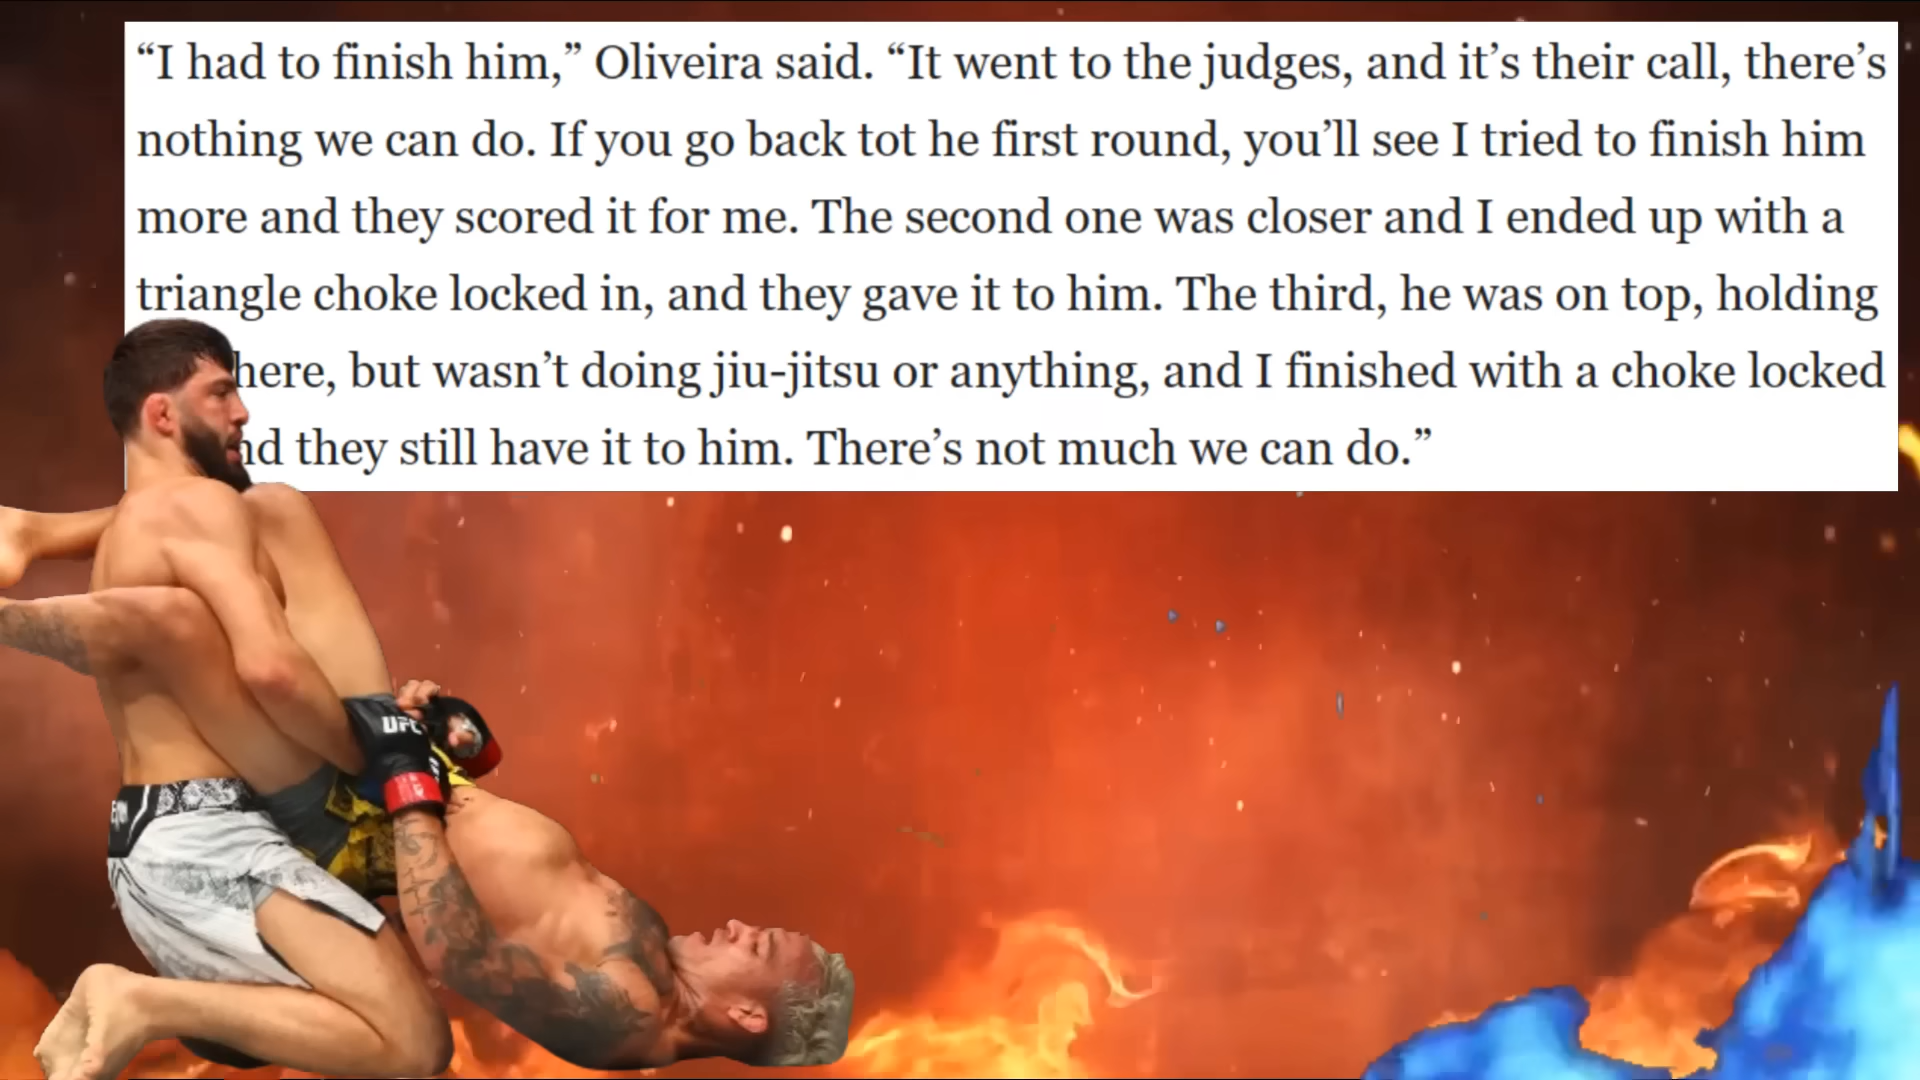 “I had to finish him,” Oliveira said. “It went to the judges, and it’s their call, there’s
nothing we can do. If you go back tot he first round, you’ll see I tried to finish him
more and they scored it for me. The second one was closer and I ended up with a
triangle choke locked in, and they gave it to him. The third, he was on top, holding
here, but wasn’t doing jiu-jitsu or anything, and I finished with a choke locked
nd they still have it to him. There’s not much we can do.”
UFC